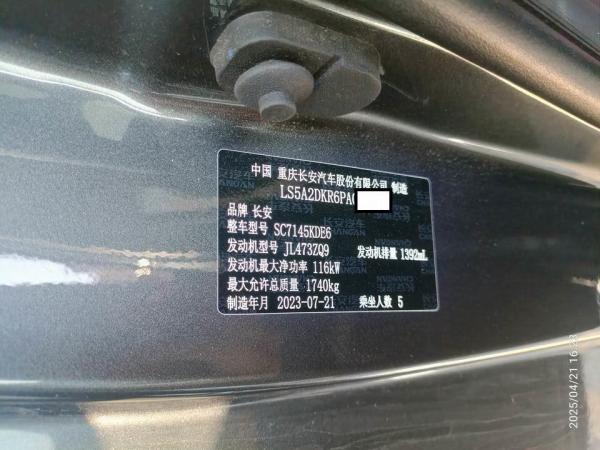 中国 重庆长安汽车股份有限公司 制造
LS5A2DKR6PA
品牌 长安
整车型号 SC7145KDE6
发动机型号 JL473ZQ9 发动机排量 1392mL
发动机最大净功率 116kW
最大允许总质量 1740kg
制造年月 2023-07-21 乘坐人数 5
2025/04/21 16:23